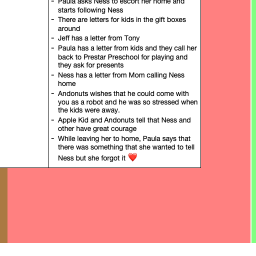 - Paula asks Ness to escort her home and
starts following Ness
- There are letters for kids in the gift boxes
around
- Jeff has a letter from Tony
- Paula has a letter from kids and they call her
back to Prestar Preschool for playing and
they ask for presents
- Ness has a letter from Mom calling Ness
home
- Andonuts wishes that he could come with
you as a robot and he was so stressed when
the kids were away.
- Apple Kid and Andonuts tell that Ness and
other have great courage
- While leaving her to home, Paula says that
there was something that she wanted to tell
Ness but she forgot it ❤️